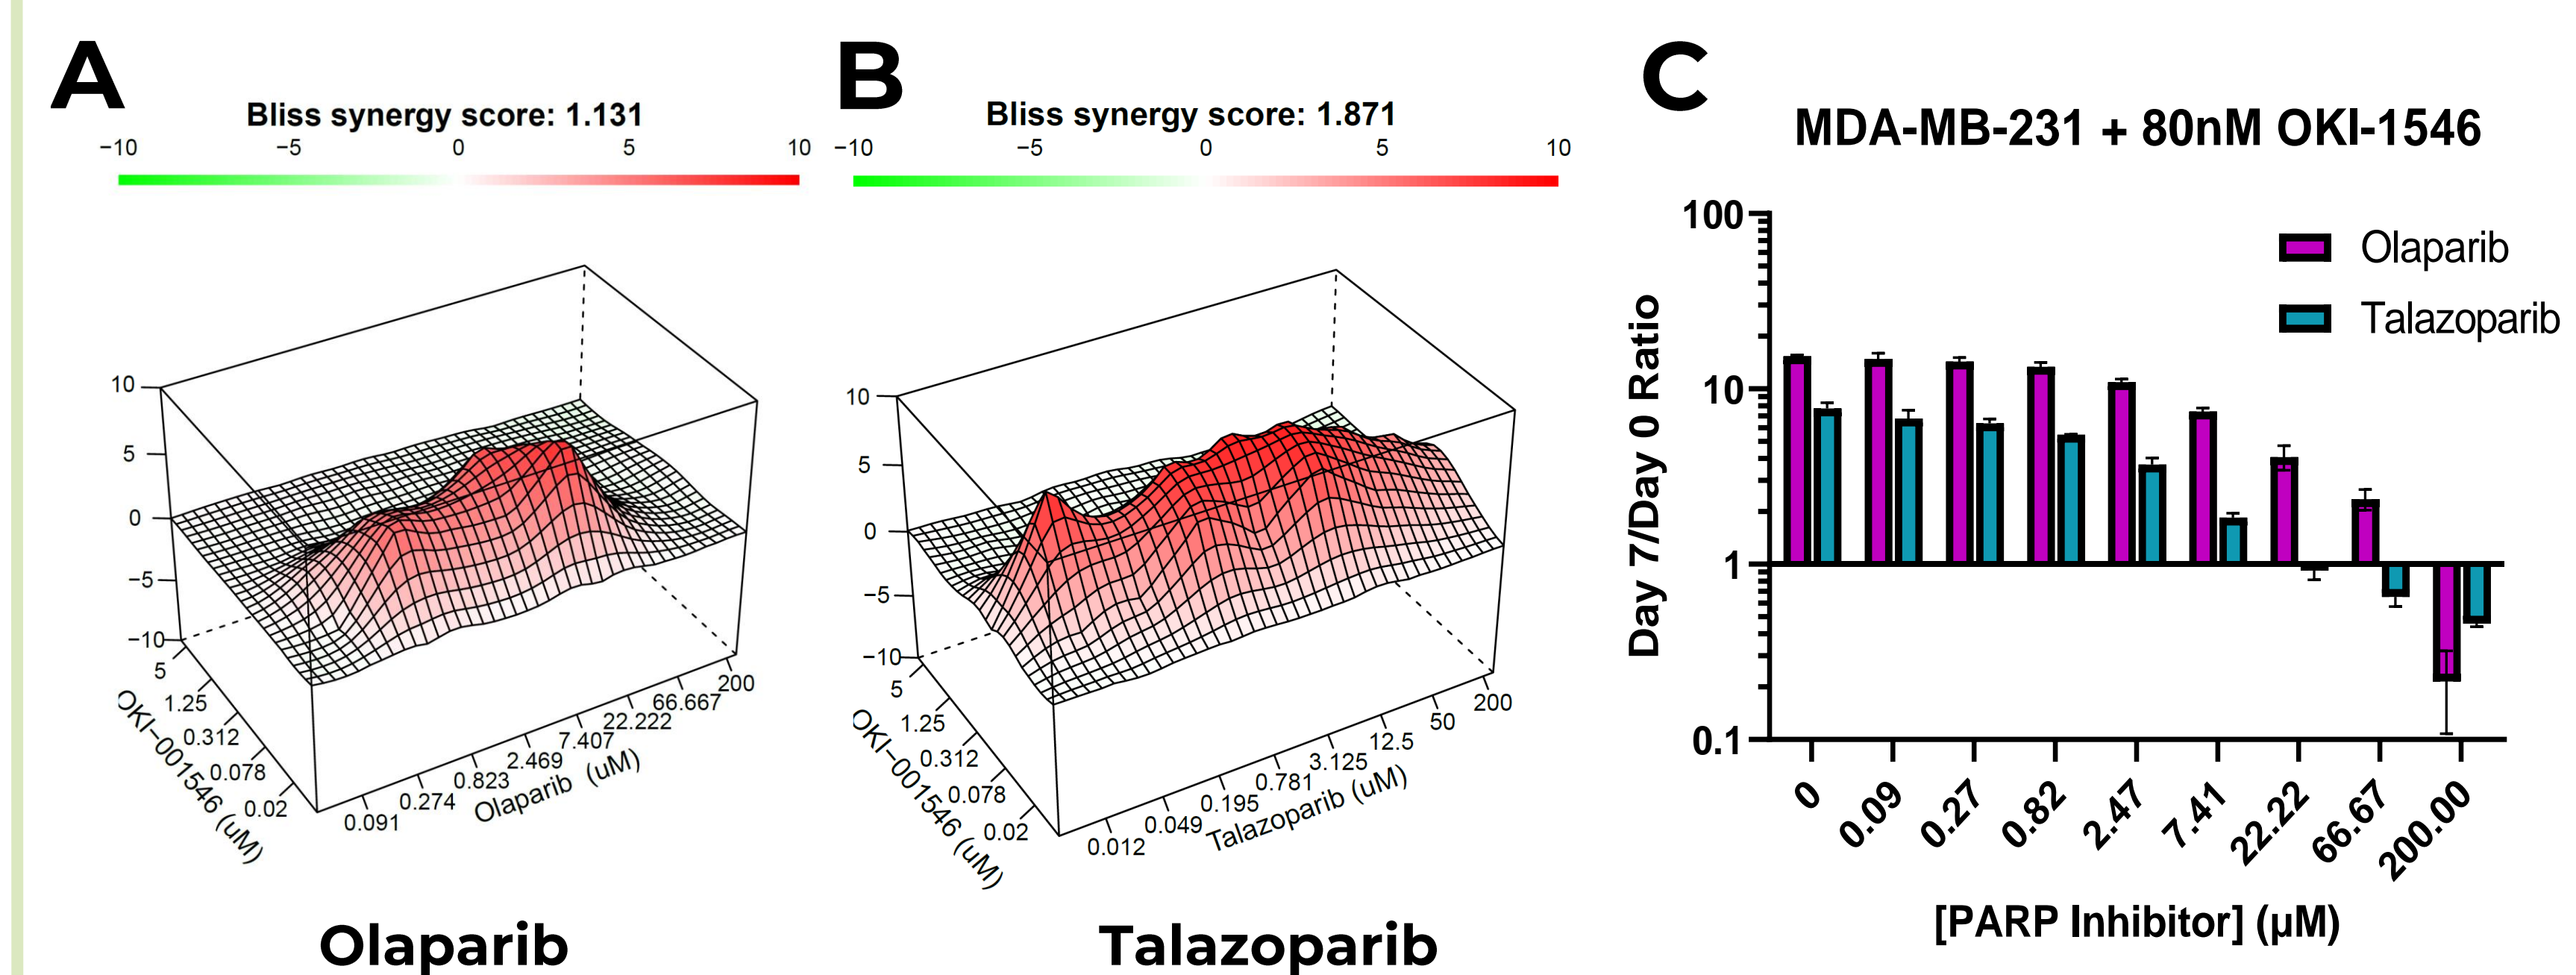 A
Bliss synergy score: 1.131
−10 −5 0 5 10
10
5
0
−5
−10
5
1.25
0.312
0.078
0.02
OKI−001546 (uM)
0.091
0.274
0.823
2.469
7.407
22.222
66.667
200
Olaparib (uM)
Olaparib
B
Bliss synergy score: 1.871
−10 −5 0 5 10
10
5
0
−5
−10
5
1.25
0.312
0.078
0.02
OKI−001546 (uM)
0.012
0.049
0.195
0.781
3.125
12.5
50
200
Talazoparib (uM)
Talazoparib
C
MDA-MB-231 + 80nM OKI-1546
Olaparib
Talazoparib
Day 7/Day 0 Ratio
100
10
1
0.1
0 0.09 0.27 0.82 2.47 7.41 22.22 66.67 200.00
[PARP Inhibitor] (µM)